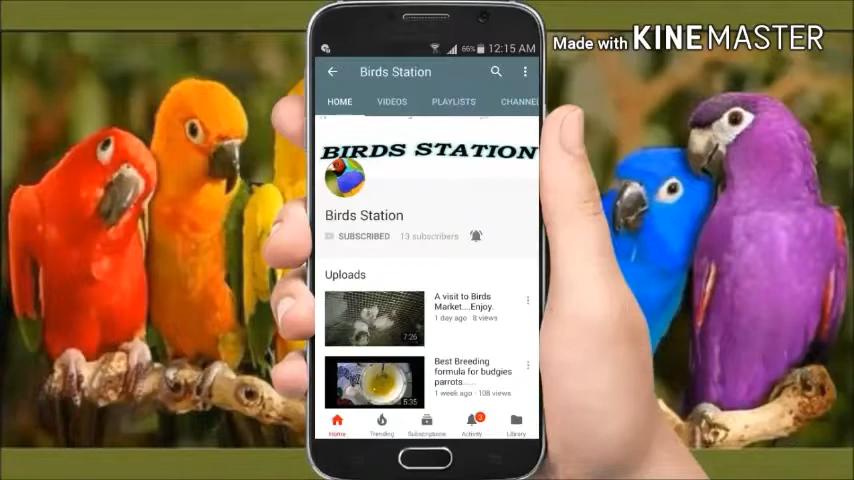 Made with KINEMASTER
66% 12:15 AM
Birds Station
HOME VIDEOS PLAYLISTS CHANNEL
BIRDS STATION
Birds Station
SUBSCRIBED 13 subscribers
Uploads
A visit to Birds
Market....Enjoy.
1 day ago · 8 views
7:26
Best Breeding
formula for budgies
parrots.....
1 week ago · 108 views
5:35
3
Home Trending Subscriptions Activity Library